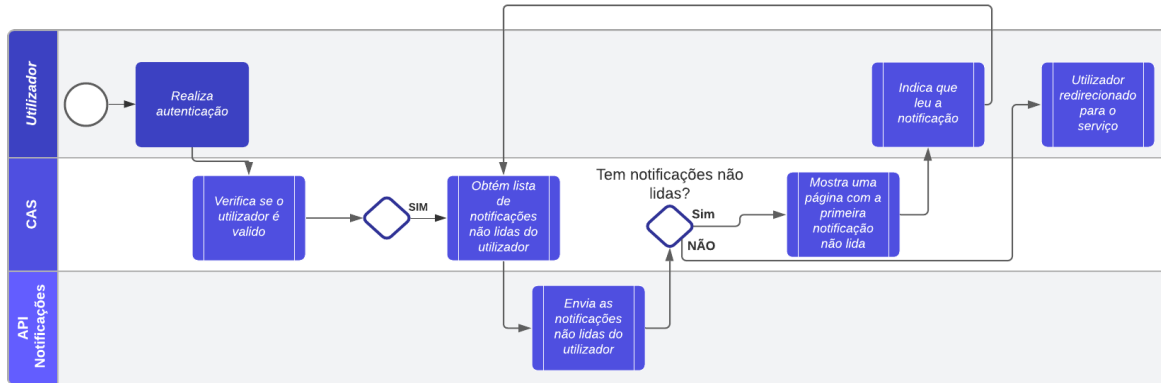 Utilizador
Realiza
autenticação
Indica que
leu a
notificação
Utilizador
redirecionado
para o
serviço
CAS
Verifica se o
utilizador é
valido
SIM
Obtém lista
de
notificações
não lidas do
utilizador
Tem notificações não
lidas?
Sim
NÃO
Mostra uma
página com a
primeira
notificação
não lida
API
Notificações
Envia as
notificações
não lidas do
utilizador